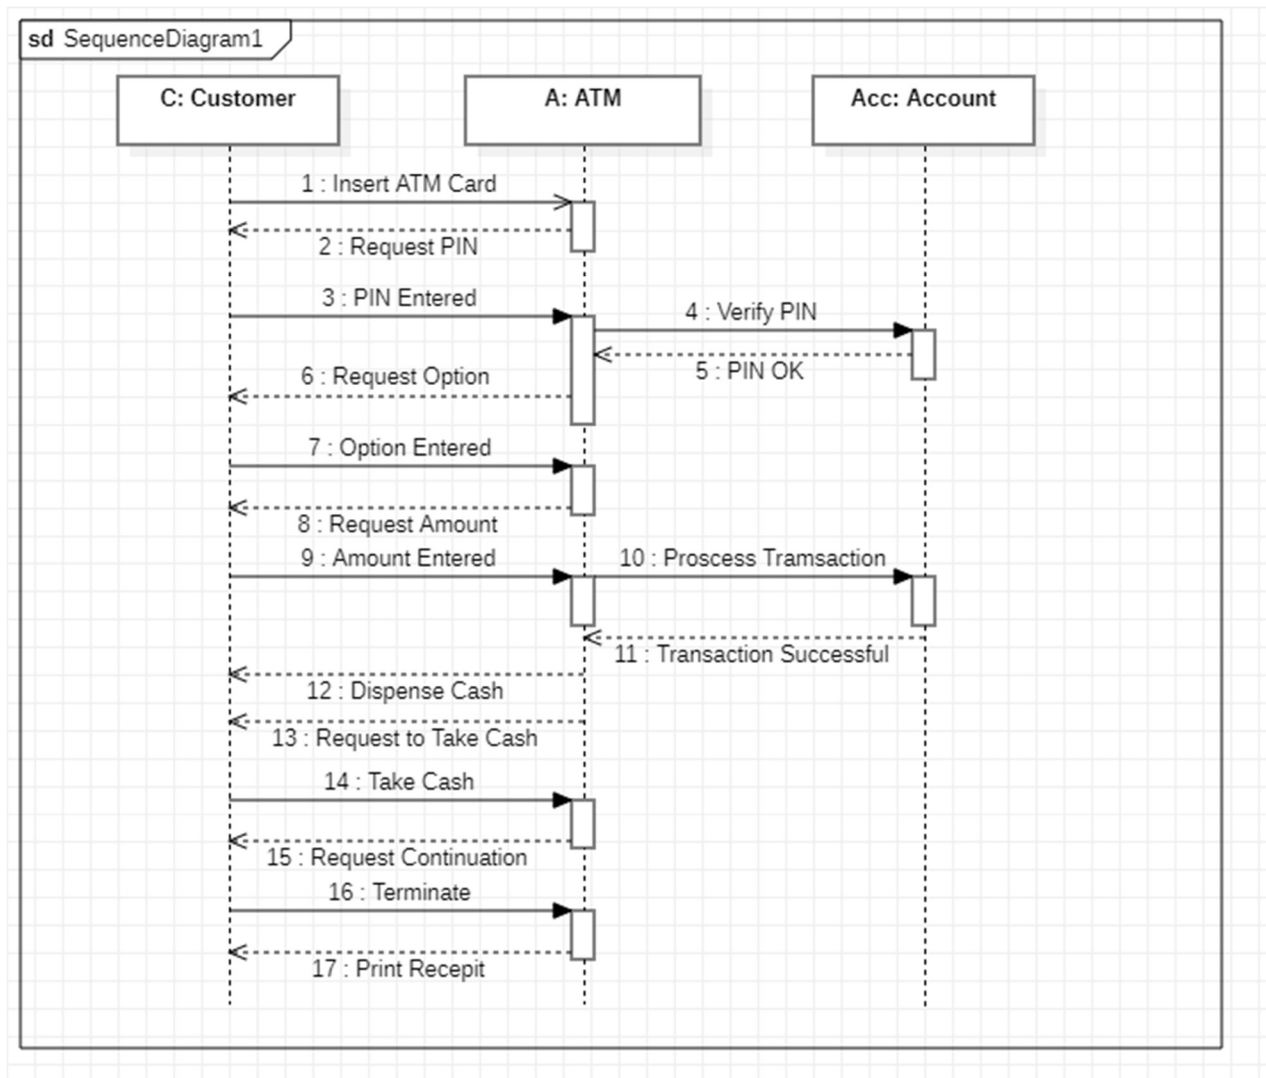 sd SequenceDiagram1
C: Customer
A: ATM
Acc: Account
1 : Insert ATM Card
2 : Request PIN
3 : PIN Entered
4 : Verify PIN
5 : PIN OK
6 : Request Option
7 : Option Entered
8 : Request Amount
9 : Amount Entered
10 : Proscess Tramsaction
11 : Transaction Successful
12 : Dispense Cash
13 : Request to Take Cash
14 : Take Cash
15 : Request Continuation
16 : Terminate
17 : Print Recepit